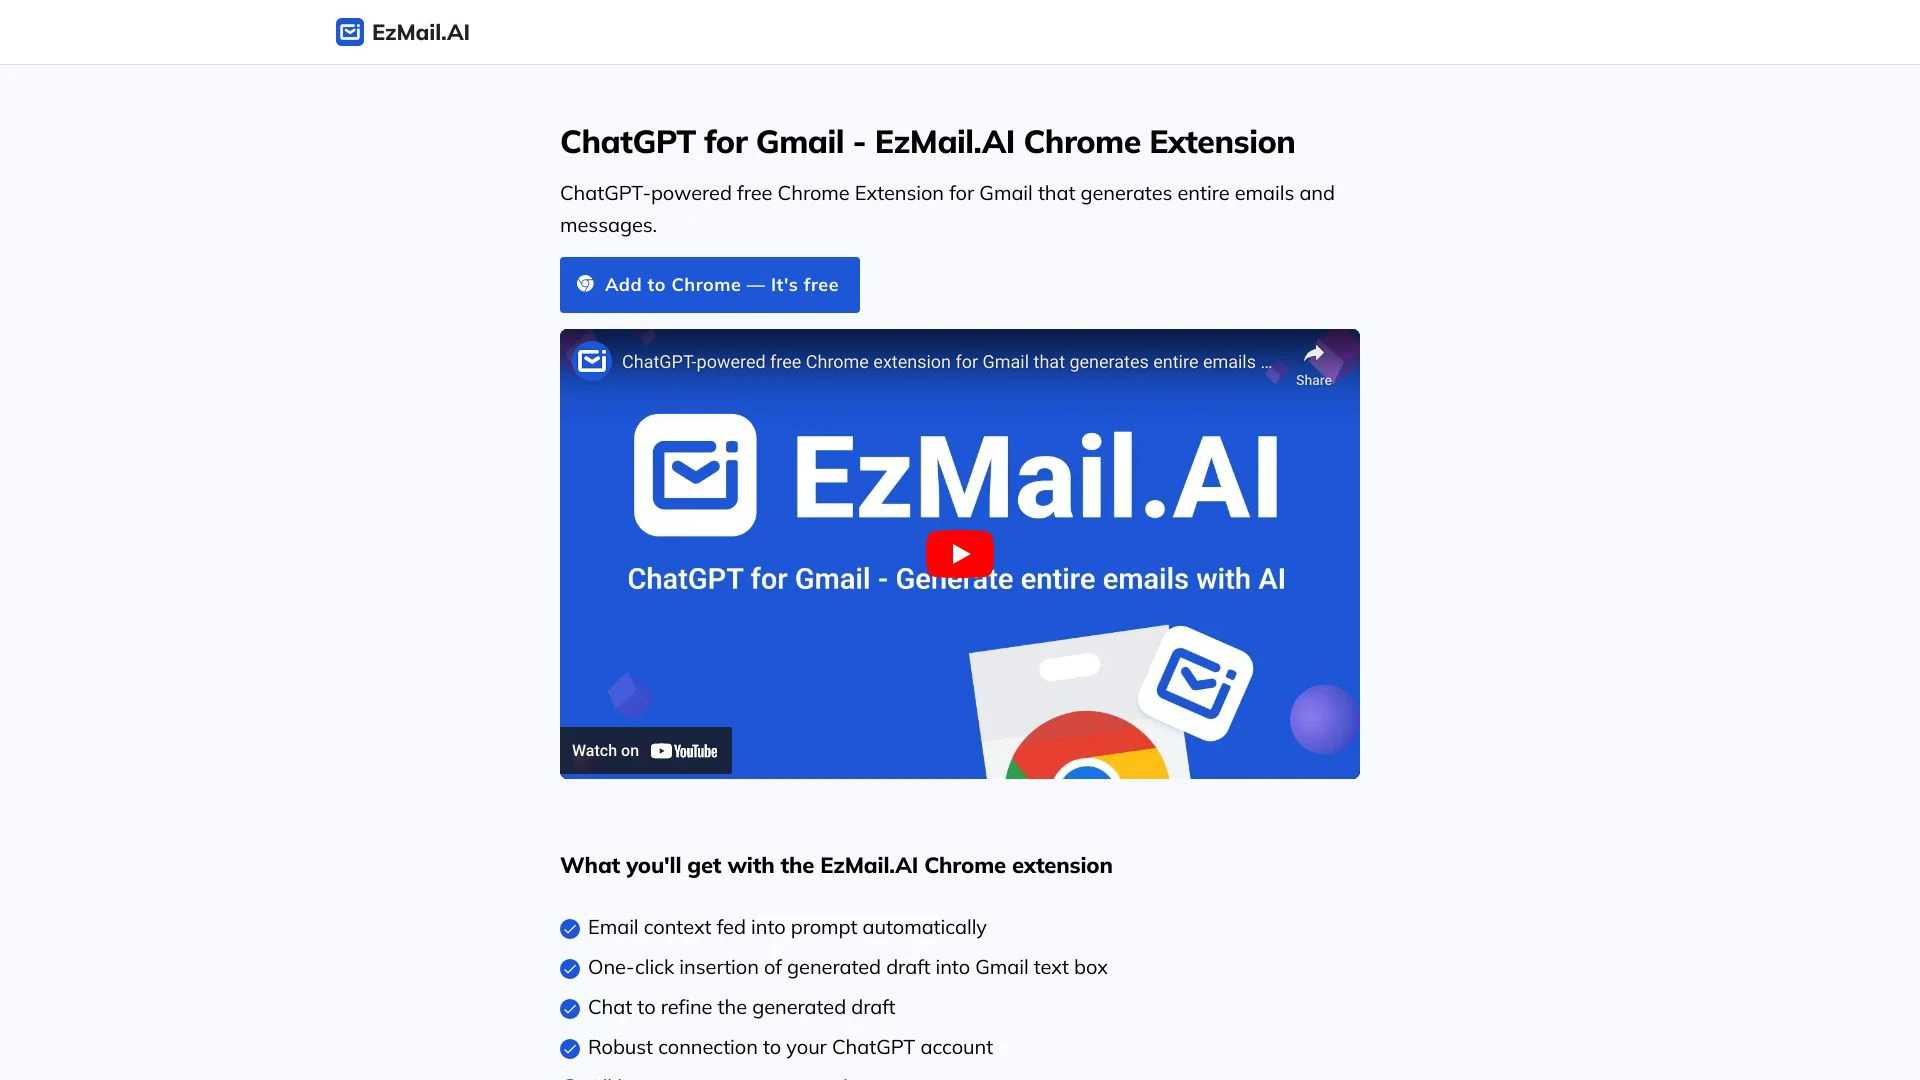 EzMail.AI
ChatGPT for Gmail - EzMail.AI Chrome Extension
ChatGPT-powered free Chrome Extension for Gmail that generates entire emails and
messages.
Add to Chrome — It's free
ChatGPT-powered free Chrome extension for Gmail that generates entire emails ...
Share
EzMail.AI
ChatGPT for Gmail - Generate entire emails with AI
Watch on YouTube
What you'll get with the EzMail.AI Chrome extension
Email context fed into prompt automatically
One-click insertion of generated draft into Gmail text box
Chat to refine the generated draft
Robust connection to your ChatGPT account